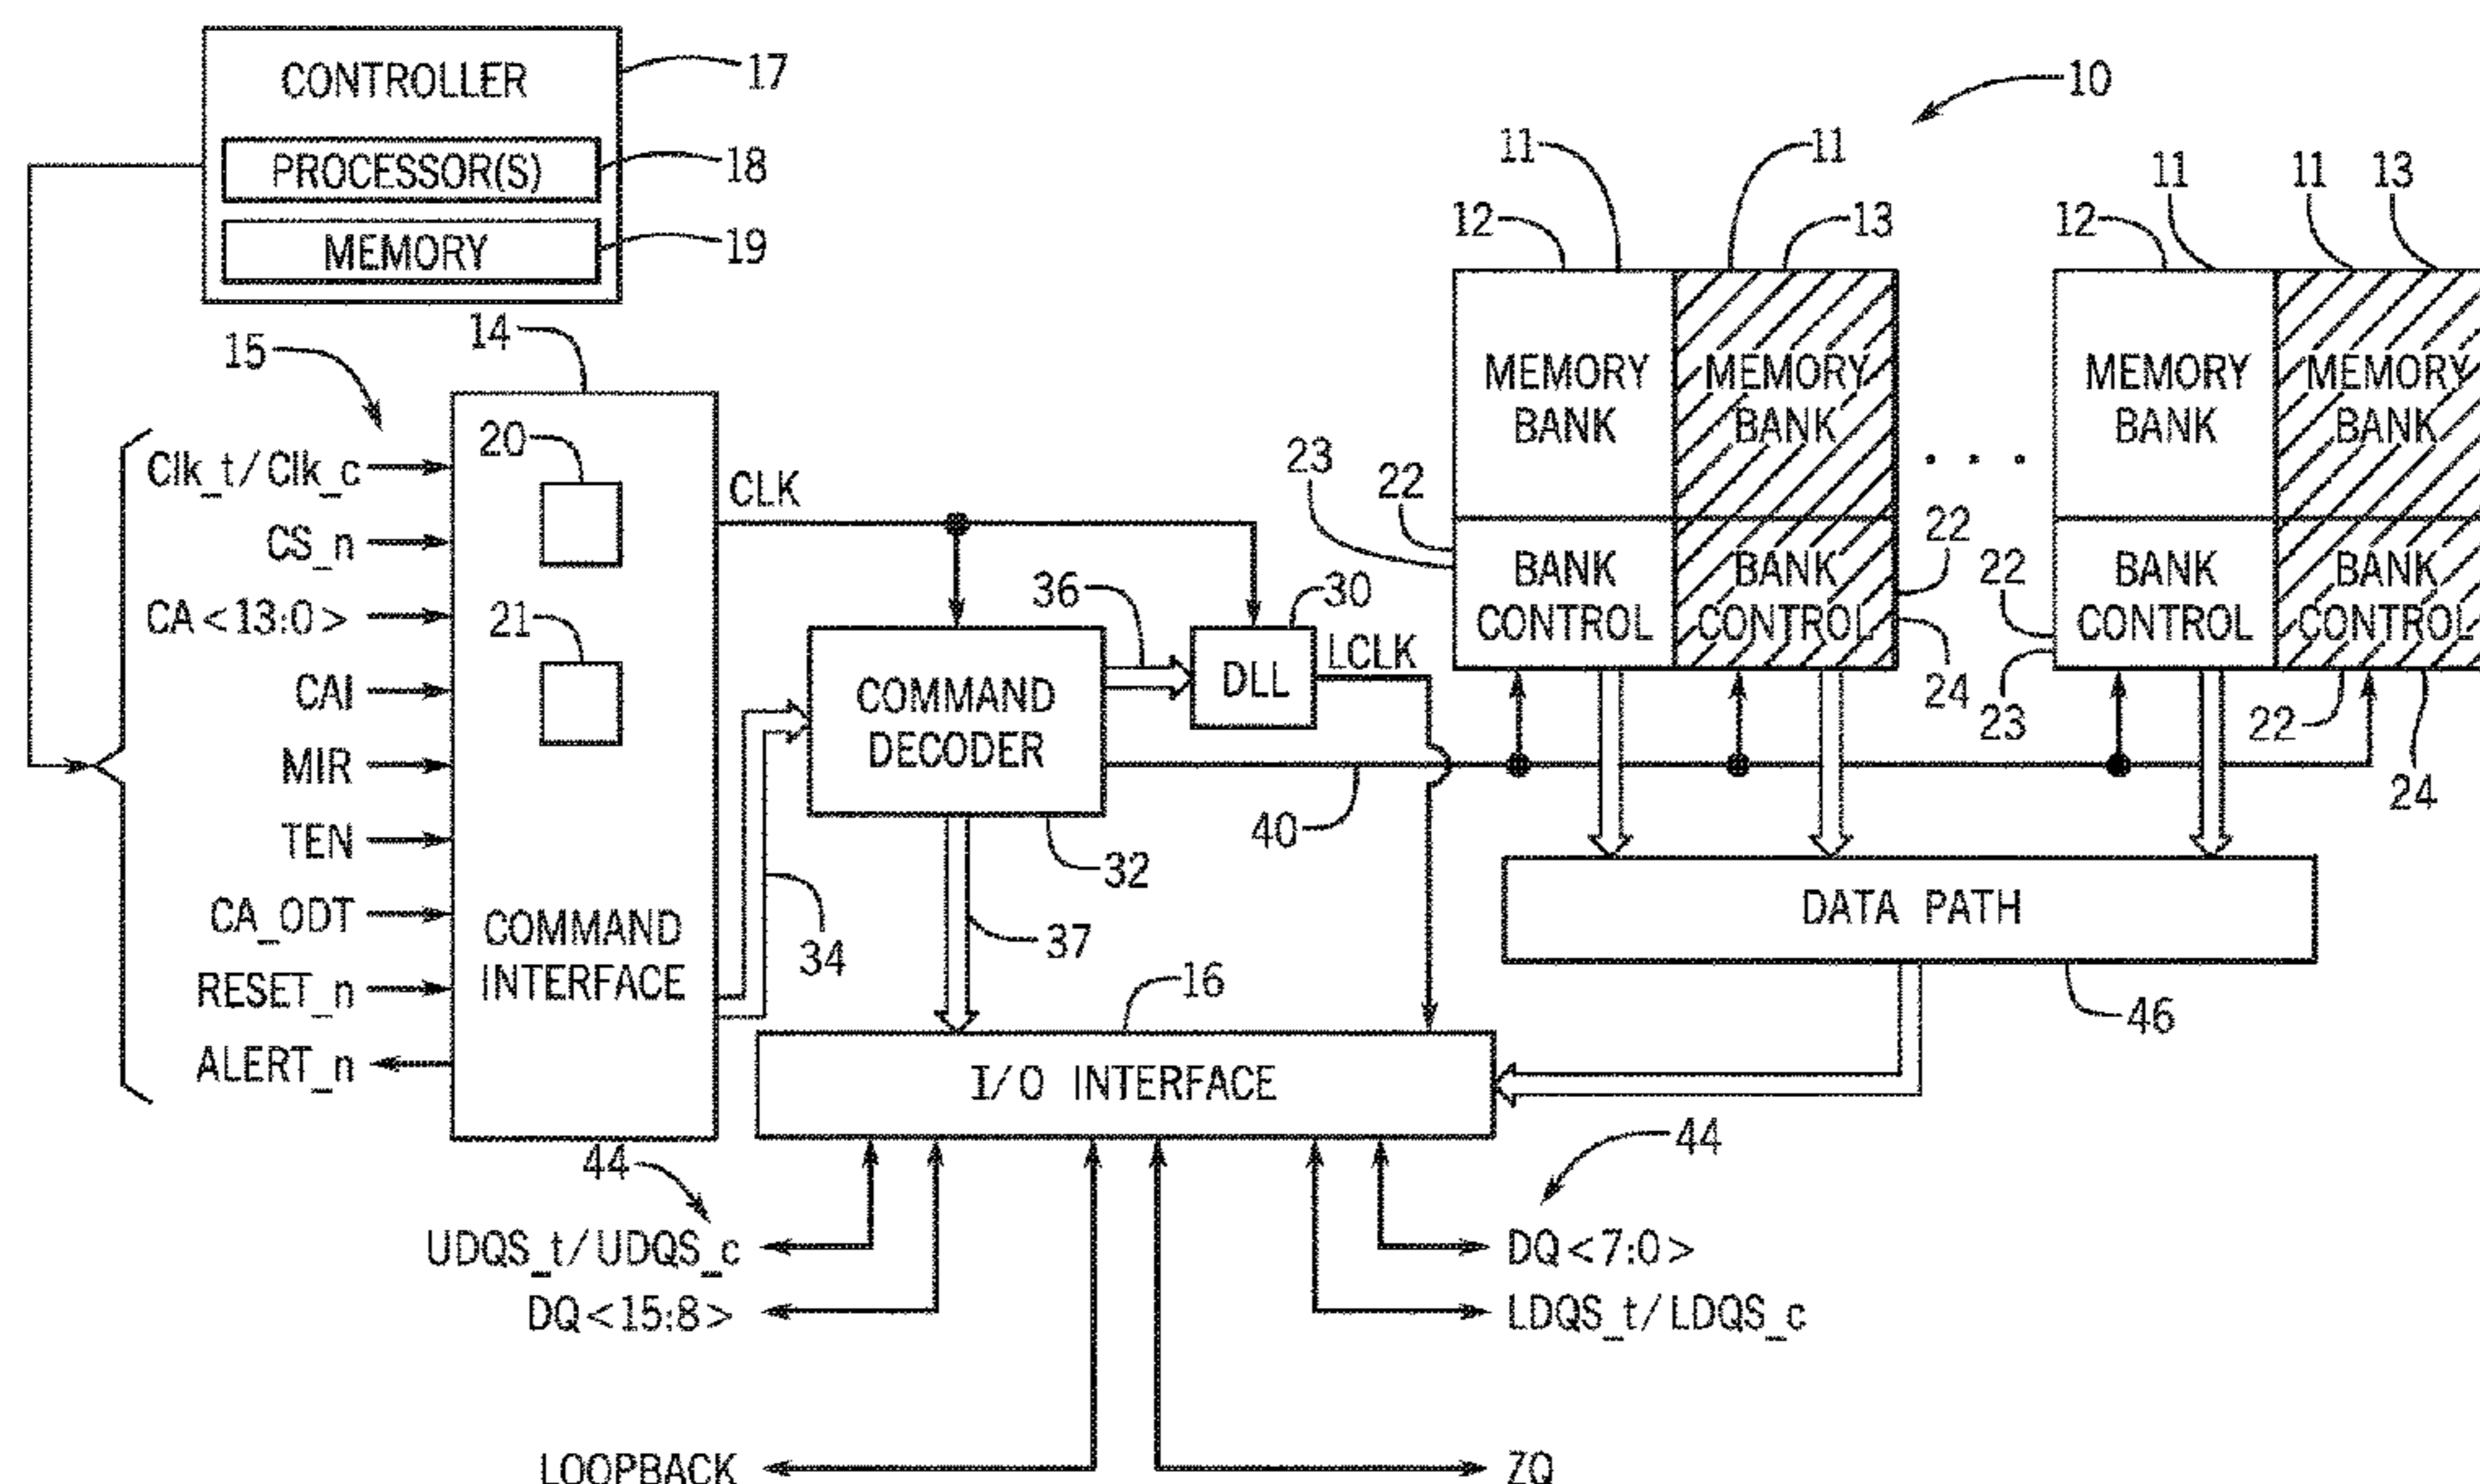 CONTROLLER
17
PROCESSOR(S)
18
MEMORY
19
10
11
11
12
13
11
11
13
12
14
15
20
21
Clk_t/Clk_c
CS_n
CA<13:0>
CAI
MIR
TEN
CA_ODT
RESET_n
ALERT_n
COMMAND
INTERFACE
CLK
36
30
LCLK
DLL
COMMAND
DECODER
32
34
37
40
MEMORY
BANK
MEMORY
BANK
. . .
MEMORY
BANK
MEMORY
BANK
23
22
BANK
CONTROL
BANK
CONTROL
22
24
22
23
BANK
CONTROL
BANK
CONTROL
22
24
DATA PATH
46
16
I/O INTERFACE
44
44
UDQS_t/UDQS_c
DQ<15:8>
DQ<7:0>
LDQS_t/LDQS_c
LOOPBACK
ZQ